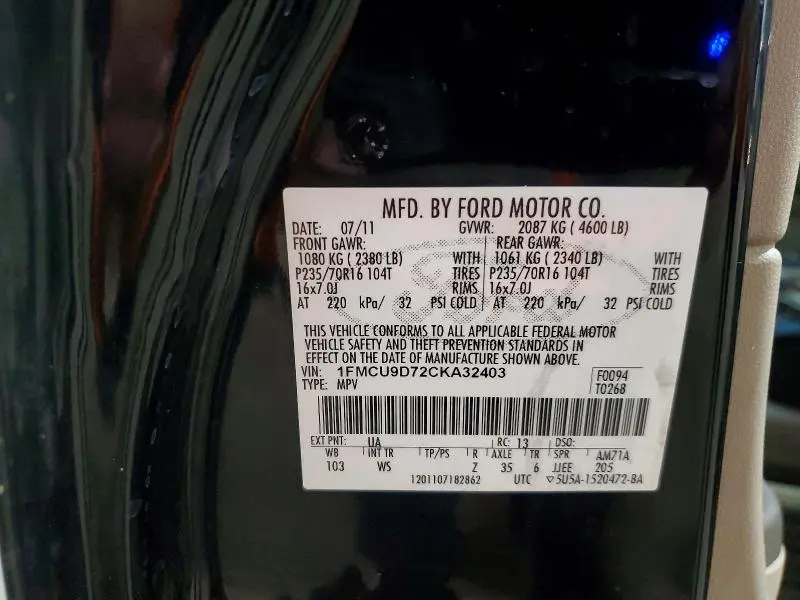 MFD. BY FORD MOTOR CO.
DATE: 07/11 GVWR: 2087 KG ( 4600 LB)
FRONT GAWR: REAR GAWR:
1080 KG ( 2380 LB) WITH 1061 KG ( 2340 LB) WITH
P235/70R16 104T TIRES P235/70R16 104T TIRES
16x7.0J RIMS 16x7.0J RIMS
AT 220 kPa/ 32 PSI COLD AT 220 kPa/ 32 PSI COLD
THIS VEHICLE CONFORMS TO ALL APPLICABLE FEDERAL MOTOR
VEHICLE SAFETY AND THEFT PREVENTION STANDARDS IN
EFFECT ON THE DATE OF MANUFACTURE SHOWN ABOVE.
VIN: 1FMCU9D72CKA32403
TYPE: MPV
F0094
T0268
EXT PNT: UA RC: 13 DSO:
WB INT TR TP/PS R AXLE TR SPR AM71A
103 WS Z 35 6 JJEE 205
1201107182862 UTC ▽5U5A-1520472-BA